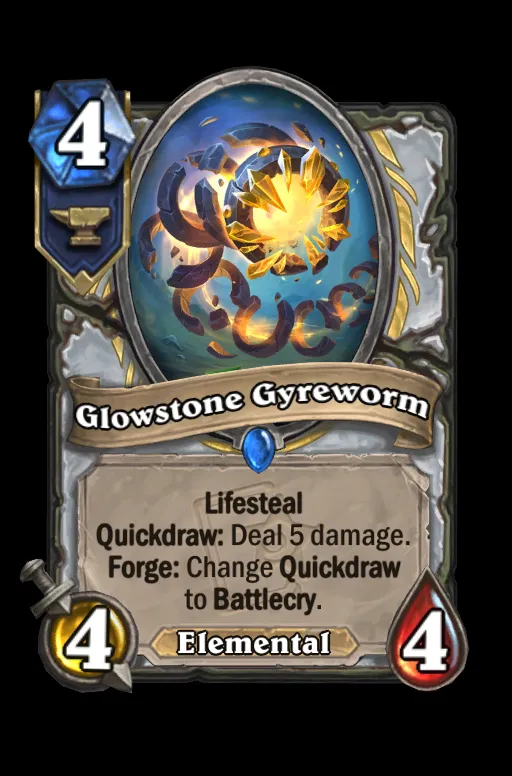 4
Glowstone Gyreworm
Lifesteal
Quickdraw: Deal 5 damage.
Forge: Change Quickdraw
to Battlecry.
4
Elemental
4